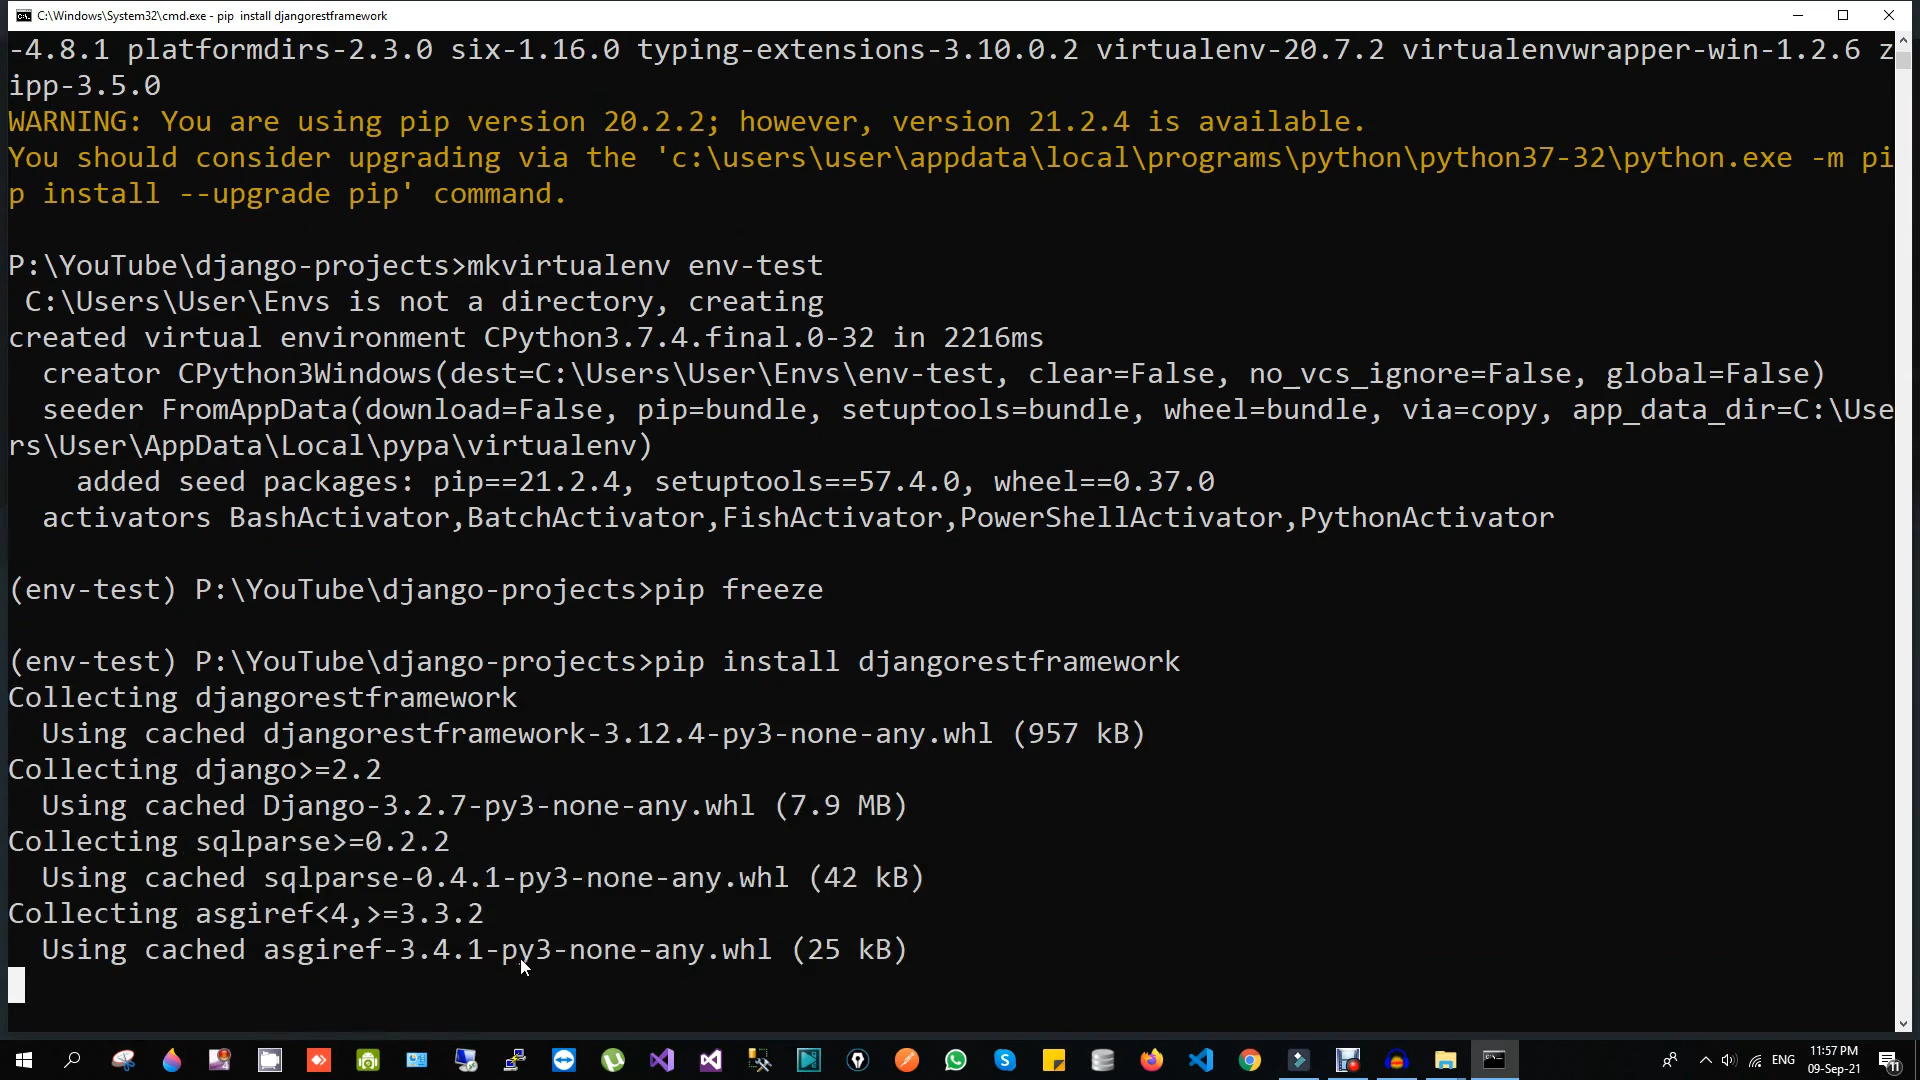 C:\Windows\System32\cmd.exe - pip  install djangorestframework
-4.8.1 platformdirs-2.3.0 six-1.16.0 typing-extensions-3.10.0.2 virtualenv-20.7.2 virtualenvwrapper-win-1.2.6 z
ipp-3.5.0
WARNING: You are using pip version 20.2.2; however, version 21.2.4 is available.
You should consider upgrading via the 'c:\users\user\appdata\local\programs\python\python37-32\python.exe -m pi
p install --upgrade pip' command.
P:\YouTube\django-projects>mkvirtualenv env-test
 C:\Users\User\Envs is not a directory, creating
created virtual environment CPython3.7.4.final.0-32 in 2216ms
  creator CPython3Windows(dest=C:\Users\User\Envs\env-test, clear=False, no_vcs_ignore=False, global=False)
  seeder FromAppData(download=False, pip=bundle, setuptools=bundle, wheel=bundle, via=copy, app_data_dir=C:\Use
rs\User\AppData\Local\pypa\virtualenv)
    added seed packages: pip==21.2.4, setuptools==57.4.0, wheel==0.37.0
  activators BashActivator,BatchActivator,FishActivator,PowerShellActivator,PythonActivator
(env-test) P:\YouTube\django-projects>pip freeze
(env-test) P:\YouTube\django-projects>pip install djangorestframework
Collecting djangorestframework
  Using cached djangorestframework-3.12.4-py3-none-any.whl (957 kB)
Collecting django>=2.2
  Using cached Django-3.2.7-py3-none-any.whl (7.9 MB)
Collecting sqlparse>=0.2.2
  Using cached sqlparse-0.4.1-py3-none-any.whl (42 kB)
Collecting asgiref<4,>=3.3.2
  Using cached asgiref-3.4.1-py3-none-any.whl (25 kB)
ENG
11:57 PM
09-Sep-21
11